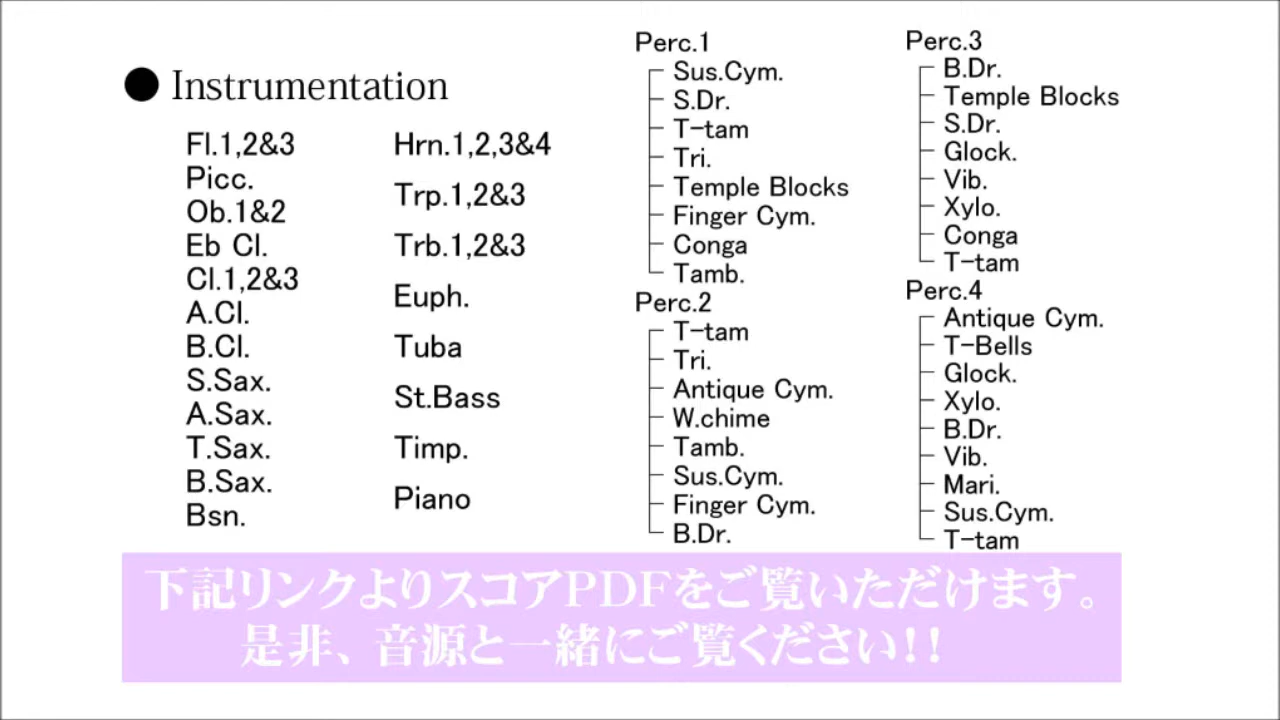 ● Instrumentation
Fl.1,2&3
Picc.
Ob.1&2
Eb Cl.
Cl.1,2&3
A.Cl.
B.Cl.
S.Sax.
A.Sax.
T.Sax.
B.Sax.
Bsn.
Hrn.1,2,3&4
Trp.1,2&3
Trb.1,2&3
Euph.
Tuba
St.Bass
Timp.
Piano
Perc.1
Sus.Cym.
S.Dr.
T-tam
Tri.
Temple Blocks
Finger Cym.
Conga
Tamb.
Perc.2
T-tam
Tri.
Antique Cym.
W.chime
Tamb.
Sus.Cym.
Finger Cym.
B.Dr.
Perc.3
B.Dr.
Temple Blocks
S.Dr.
Glock.
Vib.
Xylo.
Conga
T-tam
Perc.4
Antique Cym.
T-Bells
Glock.
Xylo.
B.Dr.
Vib.
Mari.
Sus.Cym.
T-tam
下記リンクよりスコアPDFをご覧いただけます。
是非、音源と一緒にご覧ください!!